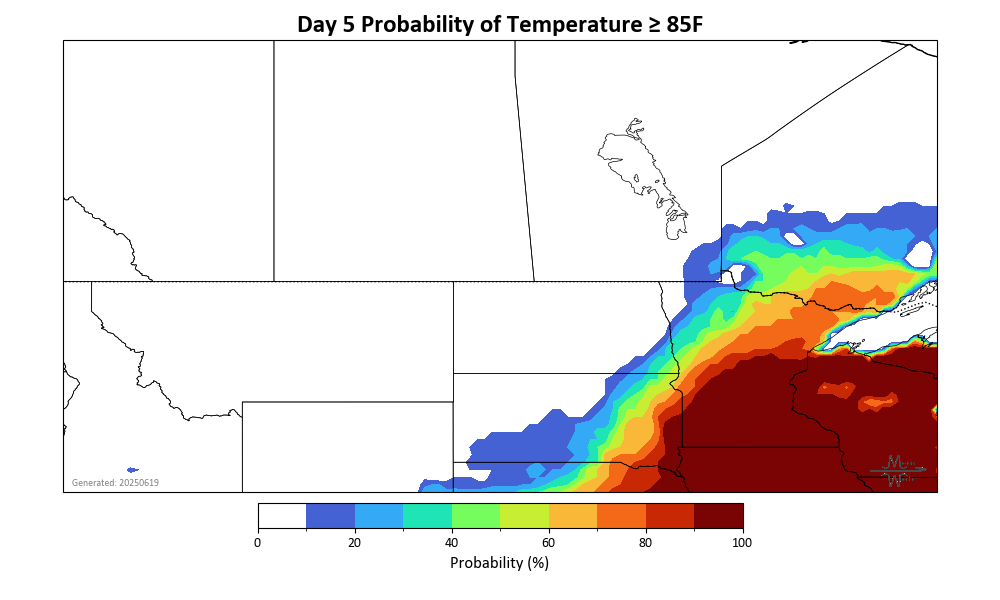 Day 5 Probability of Temperature ≥ 85F
Generated: 20250619
0 20 40 60 80 100
Probability (%)